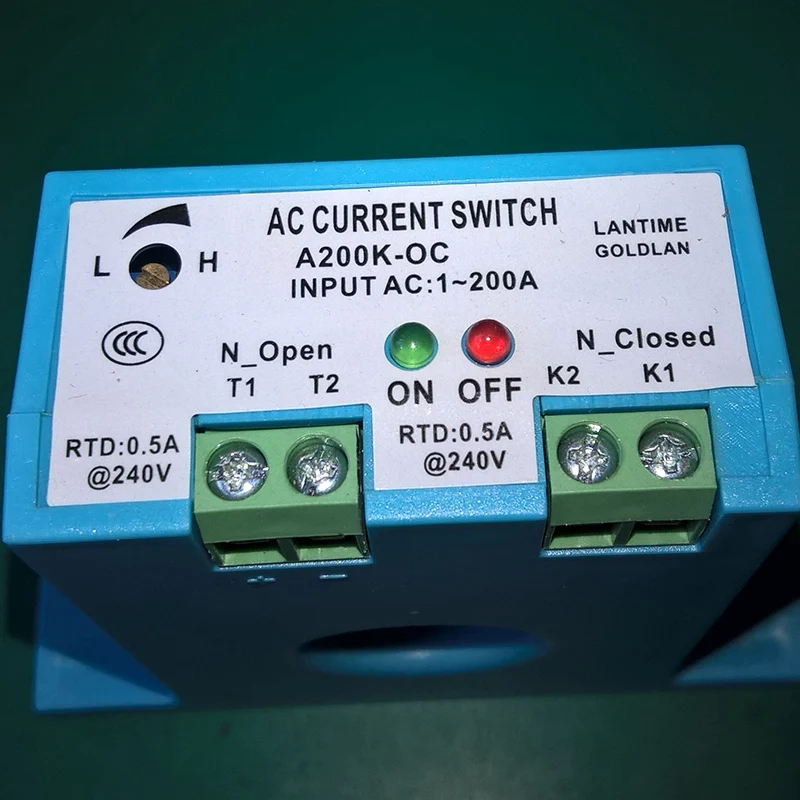 AC CURRENT SWITCH
A200K-OC
INPUT AC:1~200A
LANTIME
GOLDLAN
L H
CCC
N_Open
T1 T2
ON OFF
N_Closed
K2 K1
RTD:0.5A
@240V
RTD:0.5A
@240V
+ −